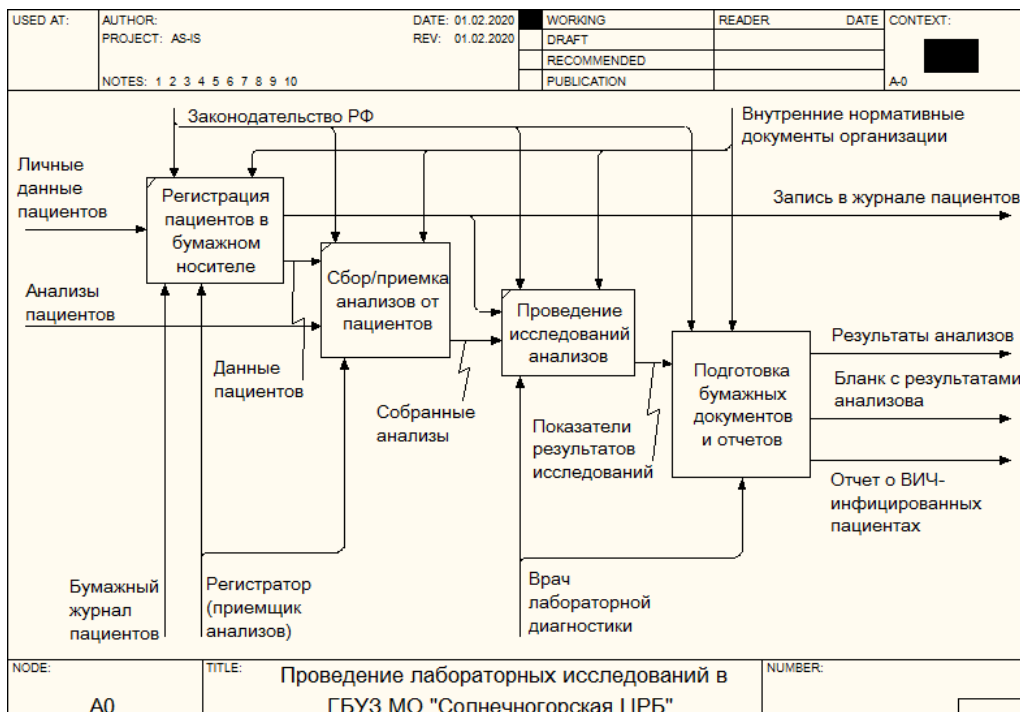 USED AT:
AUTHOR:
DATE: 01.02.2020
PROJECT: AS-IS
REV: 01.02.2020
NOTES: 1 2 3 4 5 6 7 8 9 10
WORKING
DRAFT
RECOMMENDED
PUBLICATION
READER
DATE
CONTEXT:
A-0
Законодательство РФ
Внутренние нормативные
документы организации
Личные
данные
пациентов
Регистрация
пациентов в
бумажном
носителе
Запись в журнале пациентов
Анализы
пациентов
Сбор/приемка
анализов от
пациентов
Проведение
исследований
анализов
Данные
пациентов
Собранные
анализы
Подготовка
бумажных
документов
и отчетов
Результаты анализов
Бланк с результатами
анализова
Показатели
результатов
исследований
Отчет о ВИЧ-
инфицированных
пациентах
Бумажный
журнал
пациентов
Регистратор
(приемщик
анализов)
Врач
лабораторной
диагностики
NODE:
A0
TITLE:
Проведение лабораторных исследований в
ГБУЗ МО "Солнечногорская ЦРБ"
NUMBER: